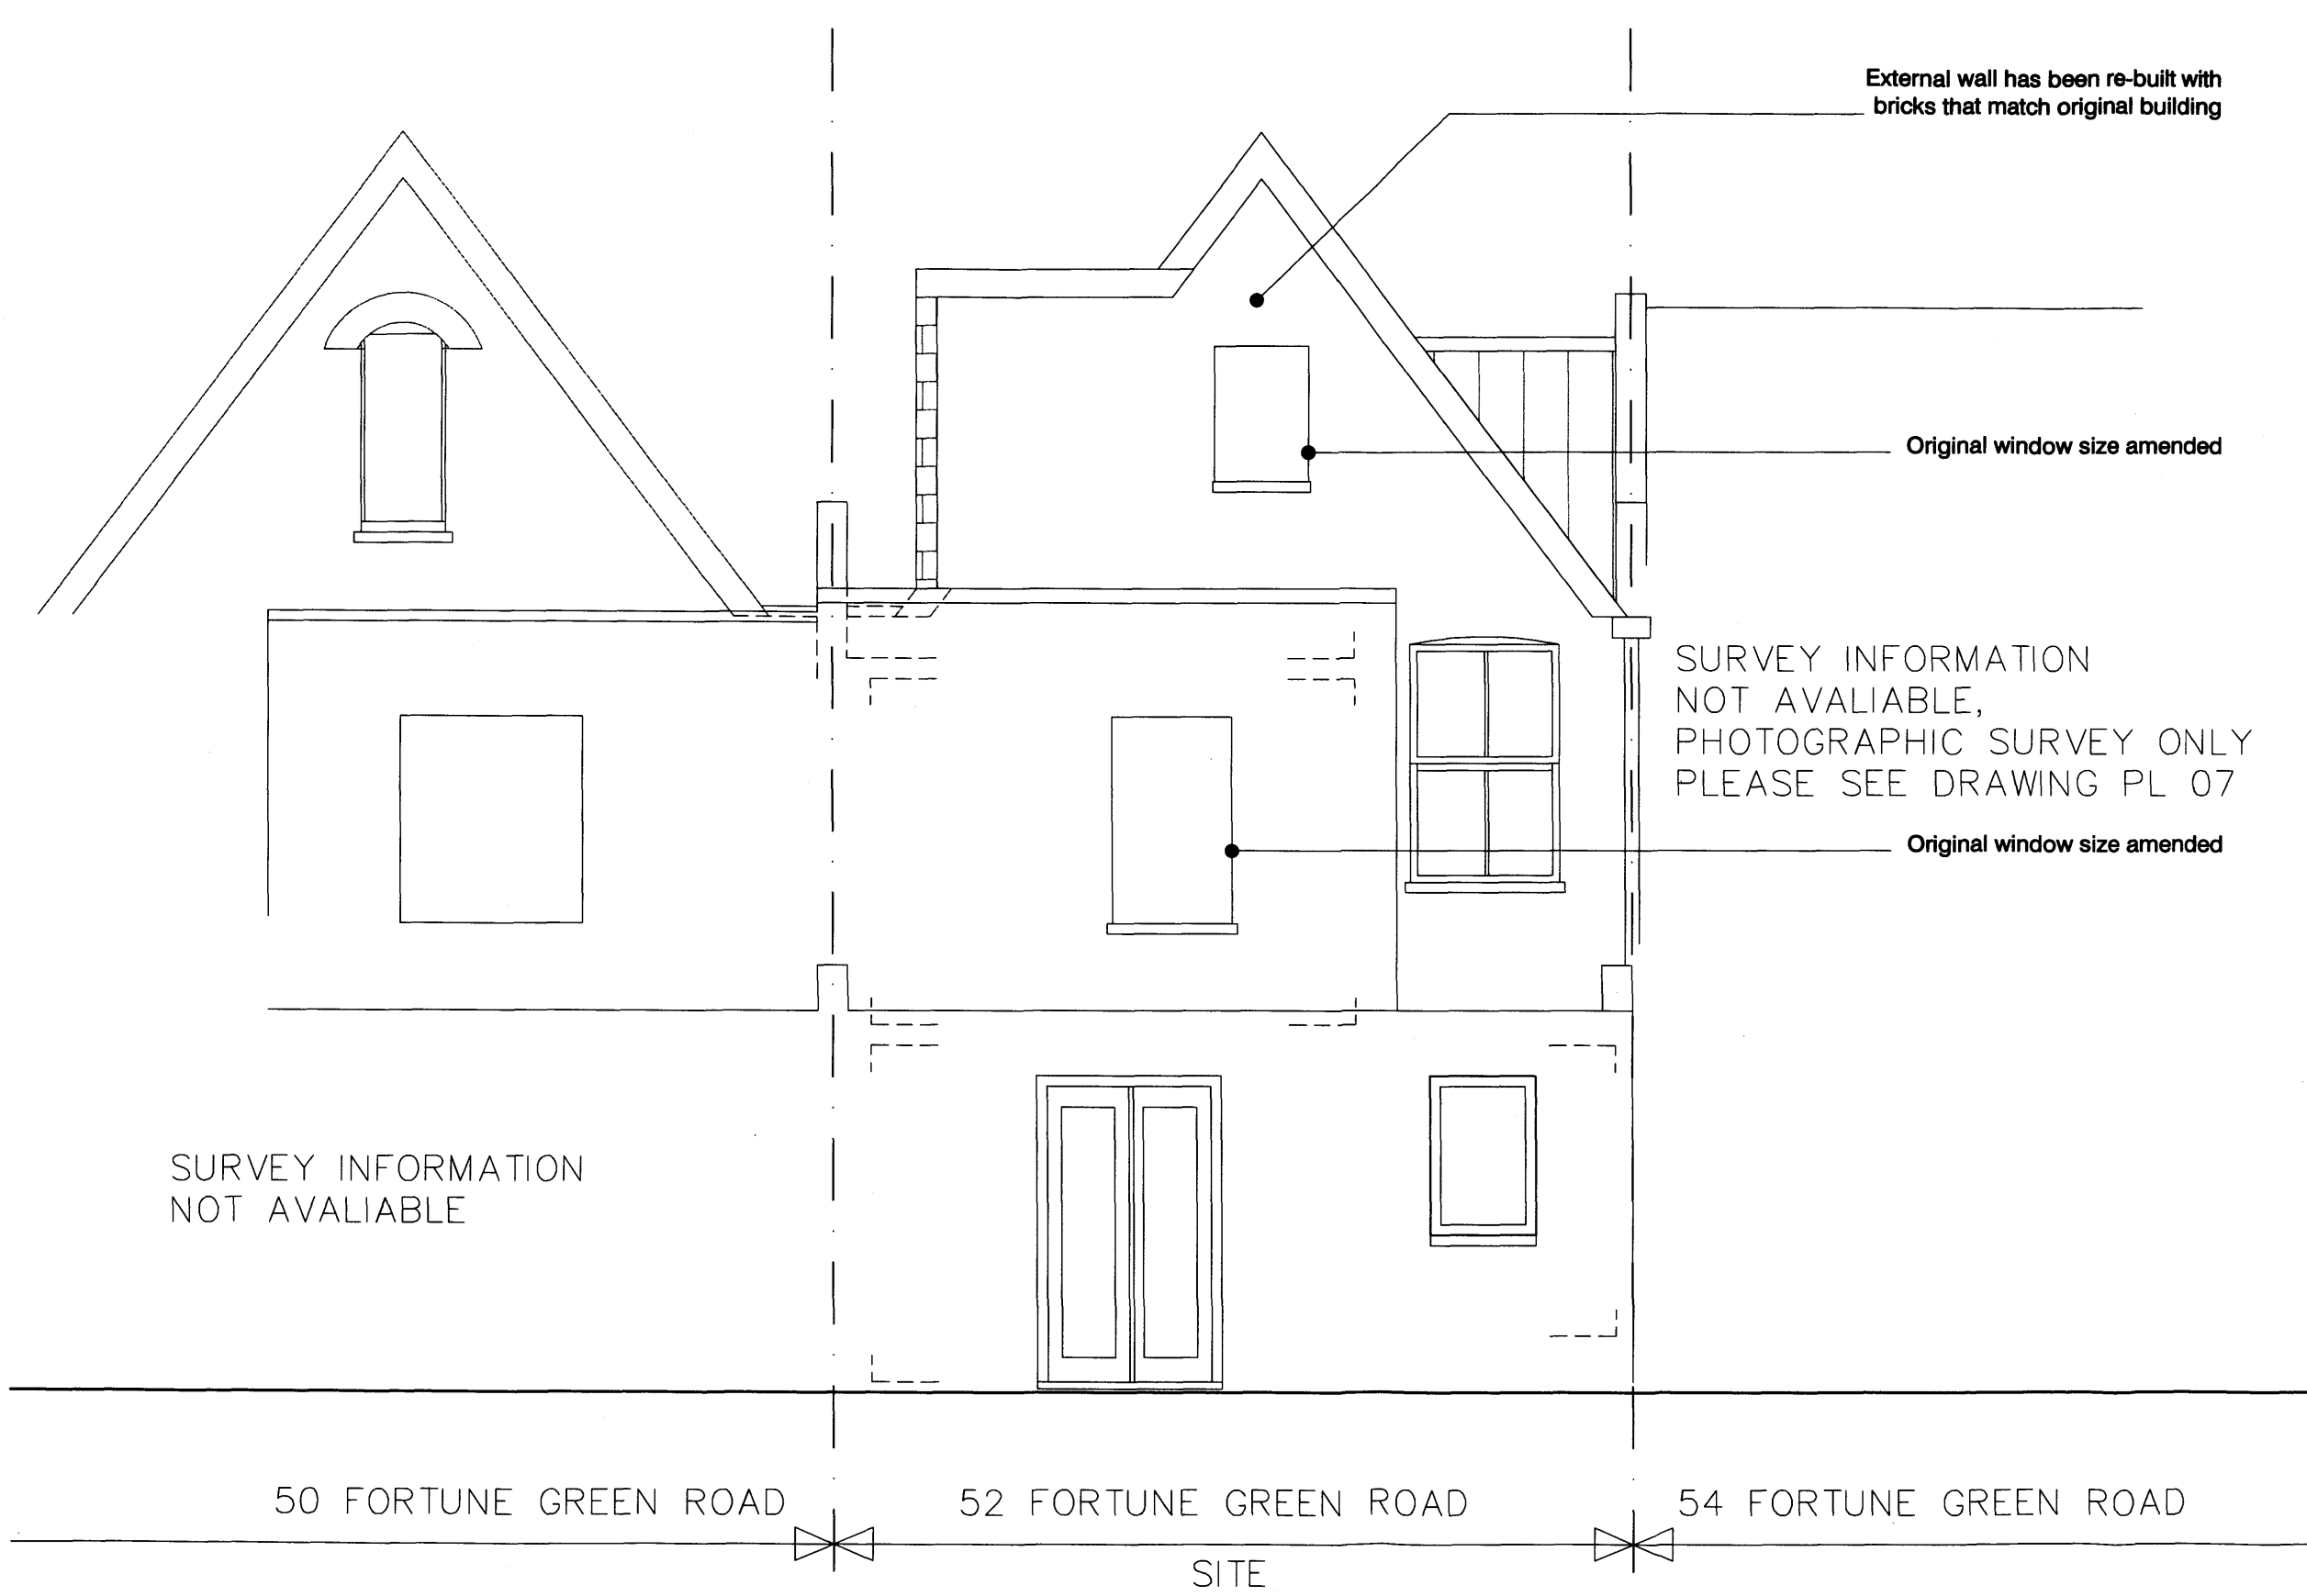 External wall has been re-built with
bricks that match original building
Original window size amended
SURVEY INFORMATION
NOT AVALIABLE,
PHOTOGRAPHIC SURVEY ONLY
PLEASE SEE DRAWING PL 07
Original window size amended
SURVEY INFORMATION
NOT AVALIABLE
50 FORTUNE GREEN ROAD
52 FORTUNE GREEN ROAD
54 FORTUNE GREEN ROAD
SITE